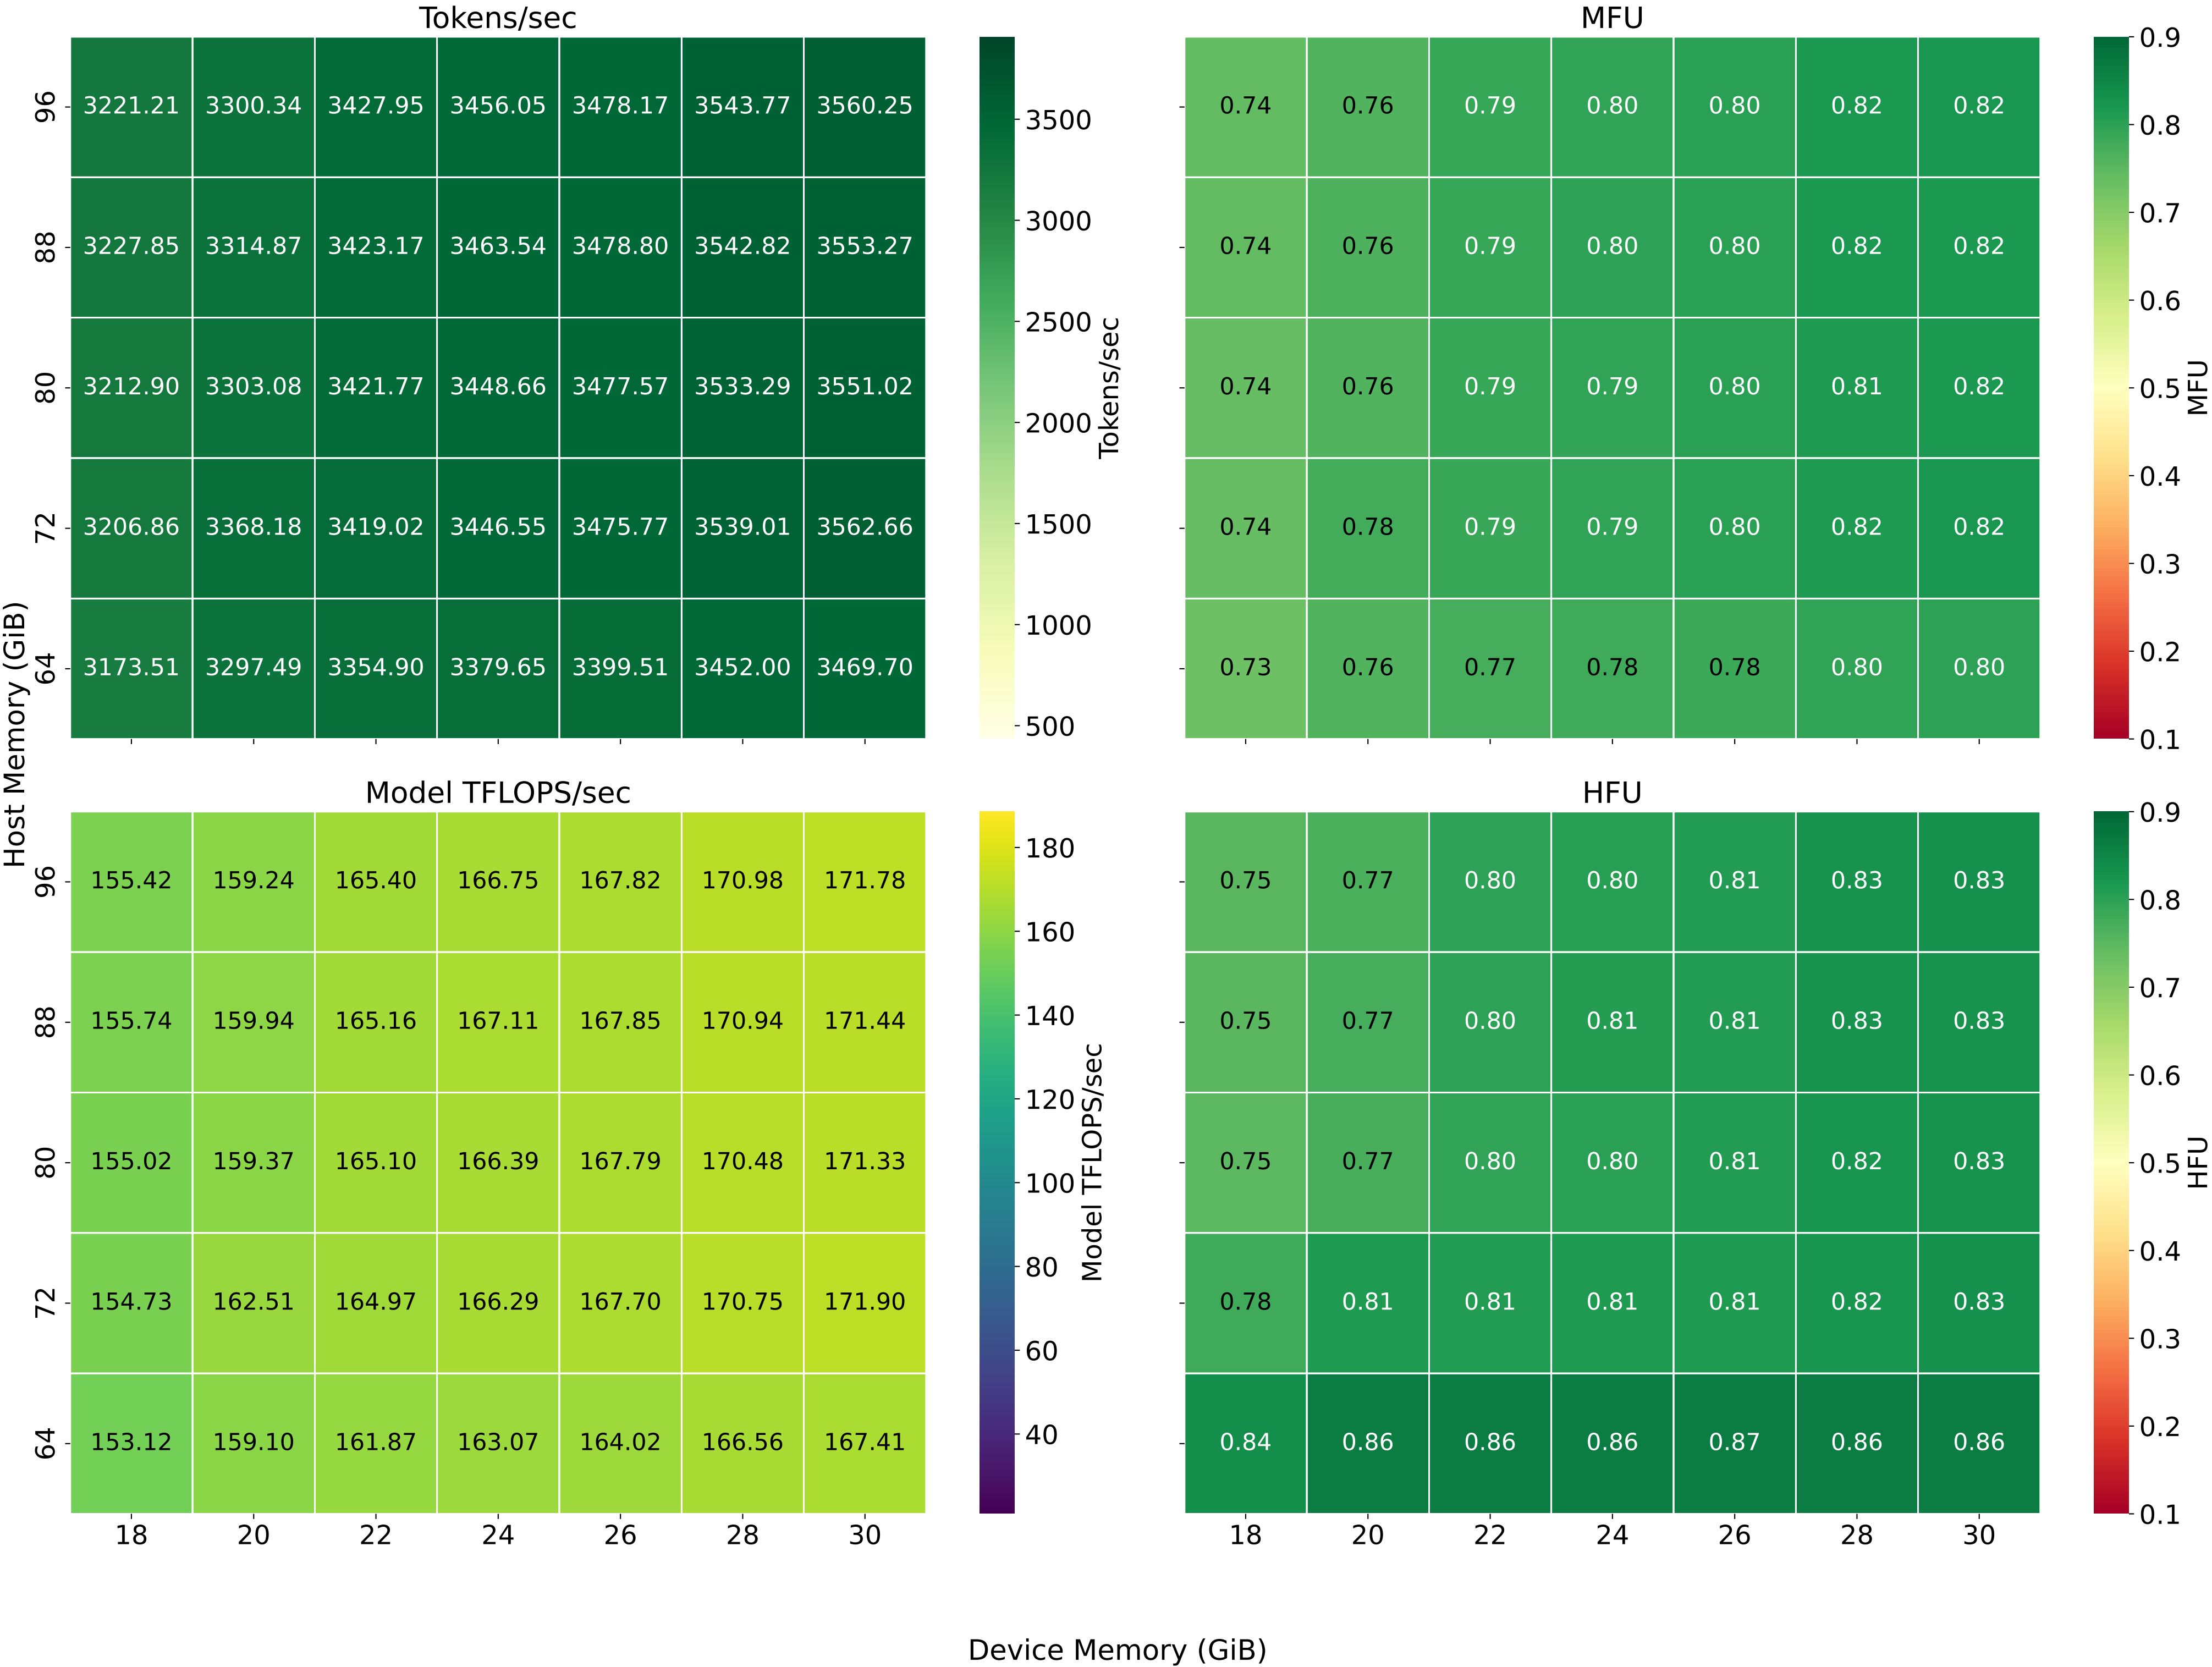 Tokens/sec
96 3221.21 3300.34 3427.95 3456.05 3478.17 3543.77 3560.25
88 3227.85 3314.87 3423.17 3463.54 3478.80 3542.82 3553.27
80 3212.90 3303.08 3421.77 3448.66 3477.57 3533.29 3551.02
72 3206.86 3368.18 3419.02 3446.55 3475.77 3539.01 3562.66
64 3173.51 3297.49 3354.90 3379.65 3399.51 3452.00 3469.70
3500
3000
2500
2000
1500
1000
500
Tokens/sec
MFU
0.74 0.76 0.79 0.80 0.80 0.82 0.82
0.74 0.76 0.79 0.80 0.80 0.82 0.82
0.74 0.76 0.79 0.79 0.80 0.81 0.82
0.74 0.78 0.79 0.79 0.80 0.82 0.82
0.73 0.76 0.77 0.78 0.78 0.80 0.80
0.9
0.8
0.7
0.6
0.5
0.4
0.3
0.2
0.1
MFU
Host Memory (GiB)
Model TFLOPS/sec
96 155.42 159.24 165.40 166.75 167.82 170.98 171.78
88 155.74 159.94 165.16 167.11 167.85 170.94 171.44
80 155.02 159.37 165.10 166.39 167.79 170.48 171.33
72 154.73 162.51 164.97 166.29 167.70 170.75 171.90
64 153.12 159.10 161.87 163.07 164.02 166.56 167.41
18 20 22 24 26 28 30
180
160
140
120
100
80
60
40
Model TFLOPS/sec
HFU
0.75 0.77 0.80 0.80 0.81 0.83 0.83
0.75 0.77 0.80 0.81 0.81 0.83 0.83
0.75 0.77 0.80 0.80 0.81 0.82 0.83
0.78 0.81 0.81 0.81 0.81 0.82 0.83
0.84 0.86 0.86 0.86 0.87 0.86 0.86
18 20 22 24 26 28 30
0.9
0.8
0.7
0.6
0.5
0.4
0.3
0.2
0.1
HFU
Device Memory (GiB)